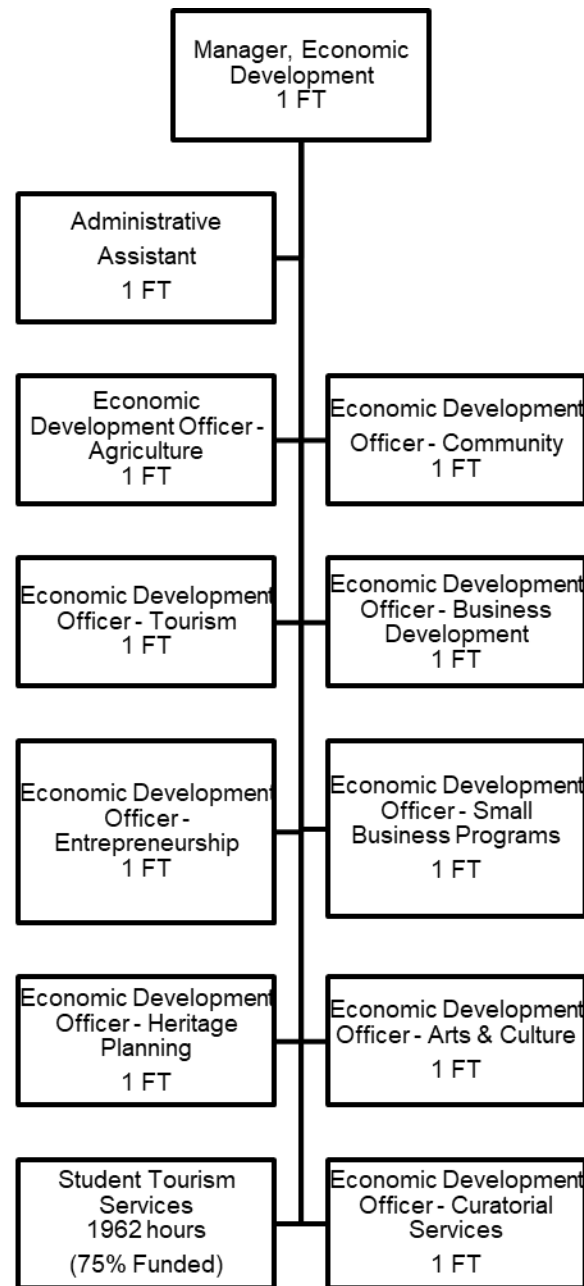 Manager, Economic
Development
1 FT
Administrative
Assistant
1 FT
Economic
Development Officer -
Agriculture
1 FT
Economic Development
Officer - Community
1 FT
Economic Development
Officer - Tourism
1 FT
Economic Development
Officer - Business
Development
1 FT
Economic Development
Officer -
Entrepreneurship
1 FT
Economic Development
Officer - Small
Business Programs
1 FT
Economic Development
Officer - Heritage
Planning
1 FT
Economic Development
Officer - Arts & Culture
1 FT
Student Tourism
Services
1962 hours
(75% Funded)
Economic Development
Officer - Curatorial
Services
1 FT